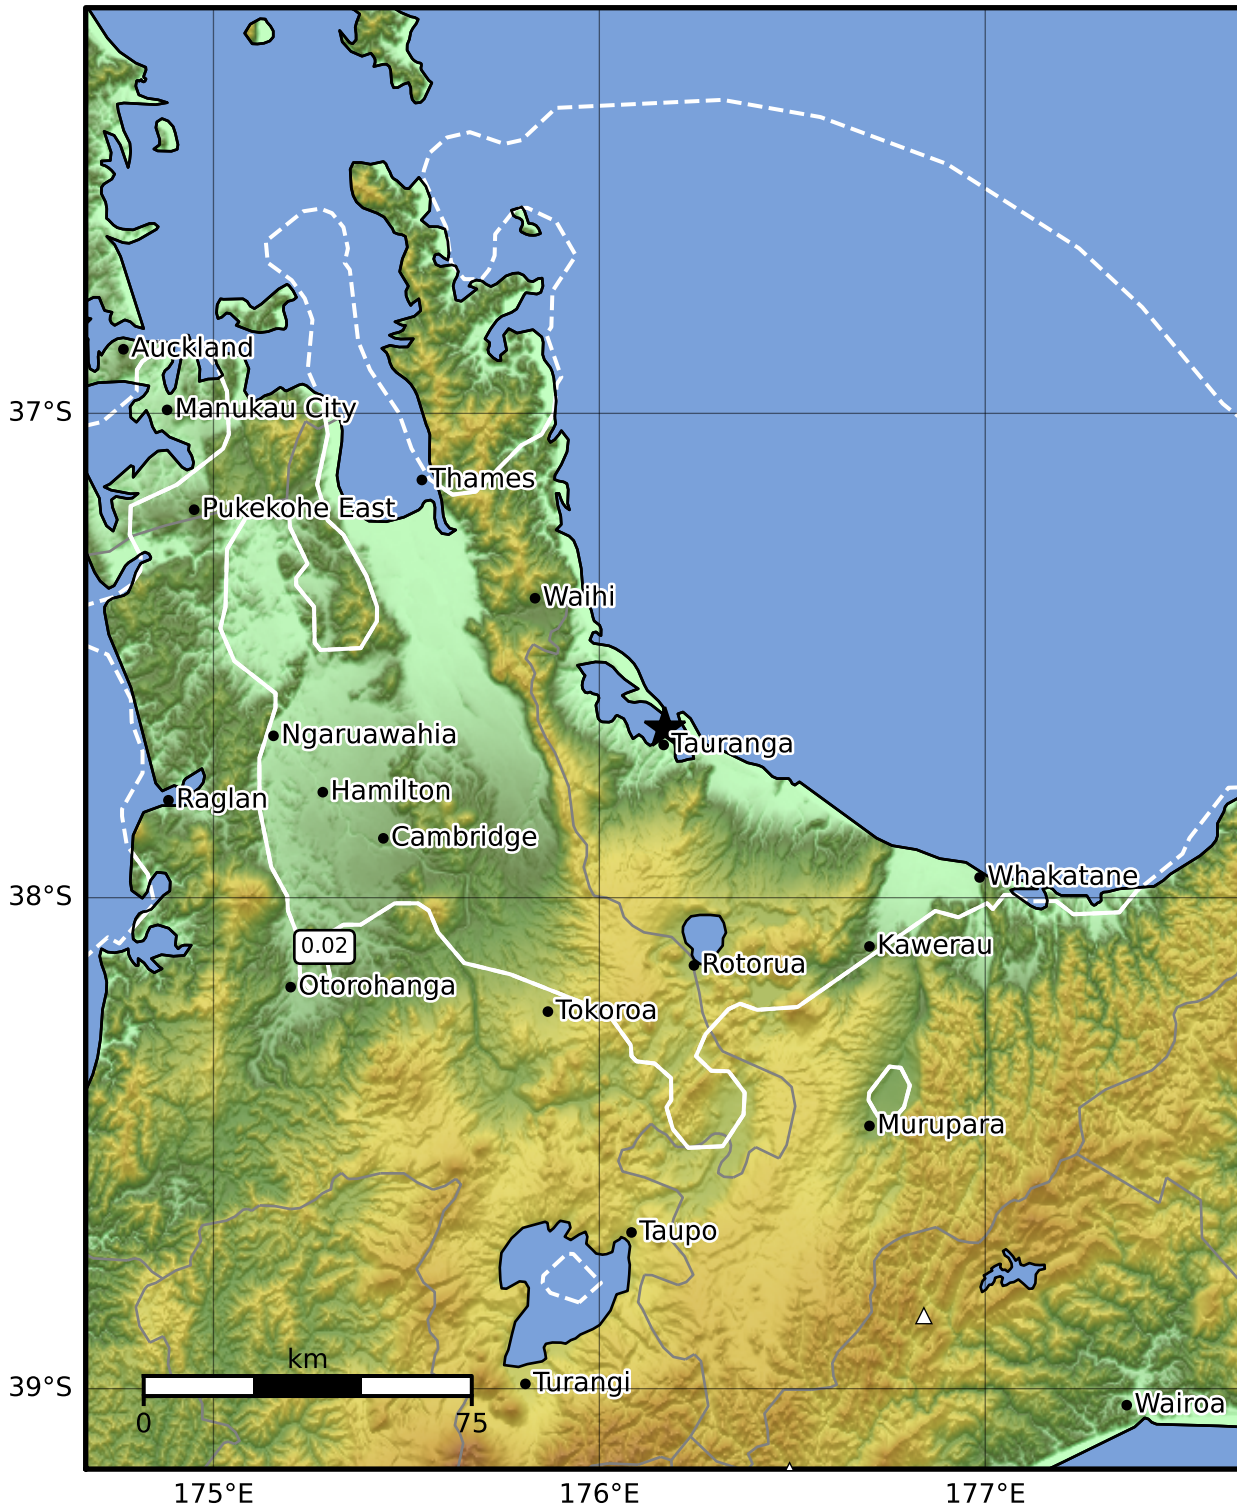 Auckland
Manukau City
37°S
Thames
Pukekohe East
Waihi
Ngaruawahia
Tauranga
Hamilton
Raglan
Cambridge
Whakatane
38°S
0.02
Kawerau
Rotorua
Otorohanga
Tokoroa
Murupara
Taupo
km
Turangi
39°S
Wairoa
0 75
175°E 176°E 177°E